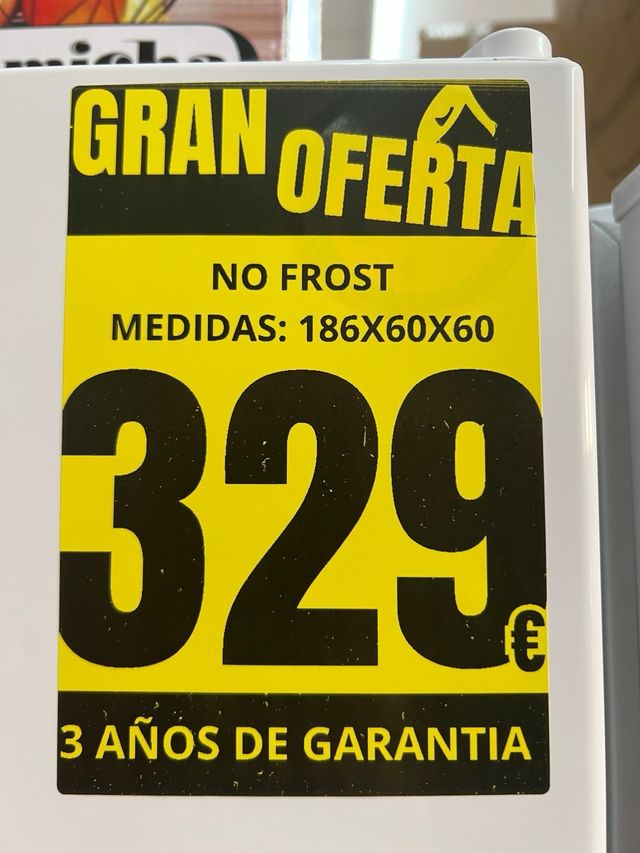 GRAN
OFERTA
NO FROST
MEDIDAS: 186X60X60
329€
3 AÑOS DE GARANTIA